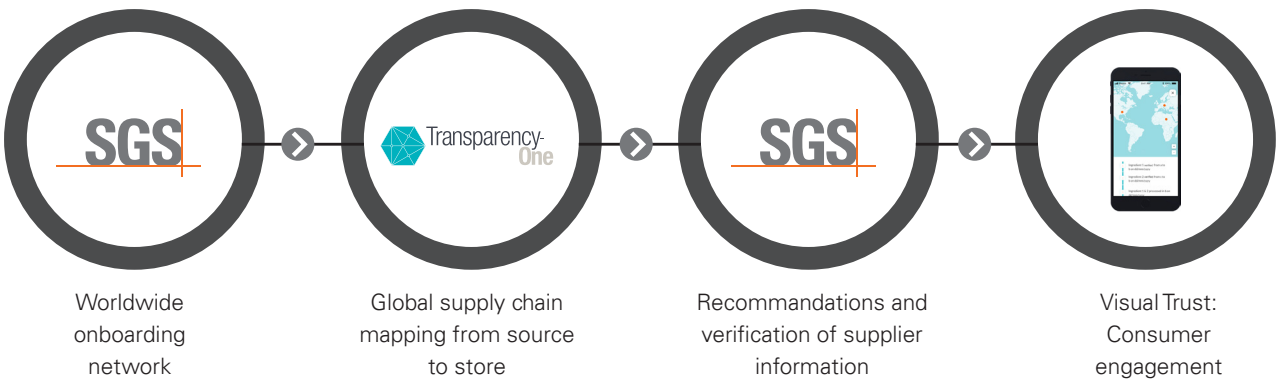 SGS
Transparency-
One
SGS
Worldwide
onboarding
network
Global supply chain
mapping from source
to store
Recommandations and
verification of supplier
information
Visual Trust:
Consumer
engagement